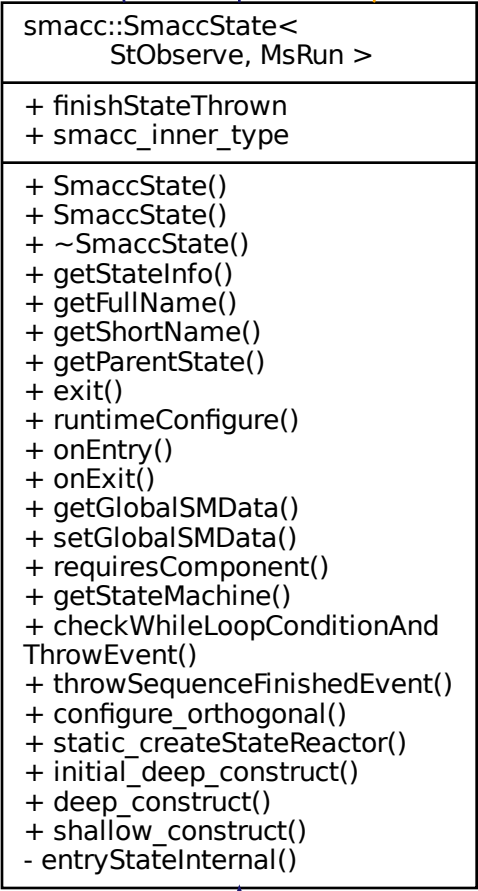 smacc::SmaccState<
StObserve, MsRun >
+ finishStateThrown
+ smacc_inner_type
+ SmaccState()
+ SmaccState()
+ ~SmaccState()
+ getStateInfo()
+ getFullName()
+ getShortName()
+ getParentState()
+ exit()
+ runtimeConfigure()
+ onEntry()
+ onExit()
+ getGlobalSMData()
+ setGlobalSMData()
+ requiresComponent()
+ getStateMachine()
+ checkWhileLoopConditionAnd
ThrowEvent()
+ throwSequenceFinishedEvent()
+ configure_orthogonal()
+ static_createStateReactor()
+ initial_deep_construct()
+ deep_construct()
+ shallow_construct()
- entryStateInternal()